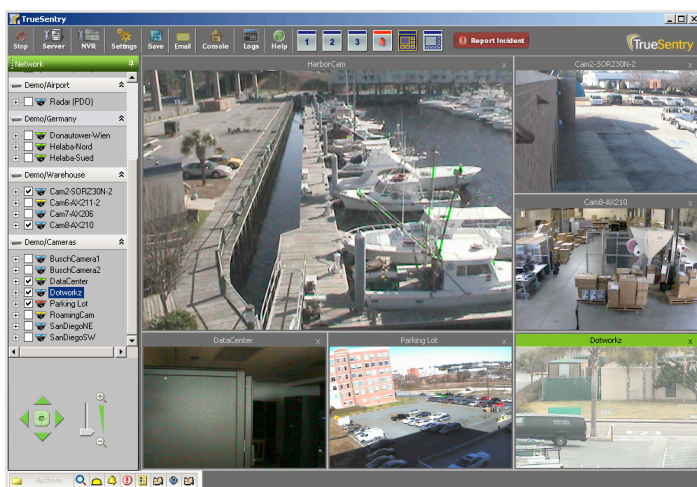 TrueSentry
Stop
Server
NVR
Settings
Save
Email
Console
Logs
Help
1
2
3
Report Incident
TrueSentry
Network
Demo/Airport
Radar (PDO)
Demo/Germany
Donautower-Wien
Helaba-Nord
Helaba-Sued
Demo/Warehouse
Cam2-SORZ30N-2
Cam6-AX211-2
Cam7-AX206
Cam8-AX210
Demo/Cameras
BuschCamera1
BuschCamera2
DataCenter
Dotworkz
Parking Lot
RoamingCam
SanDiegoNE
SanDiegoSW
HarborCam x
Cam2-SORZ30N-2 x
Cam8-AX210 x
DataCenter x
Parking Lot x
Dotworkz x
Archive